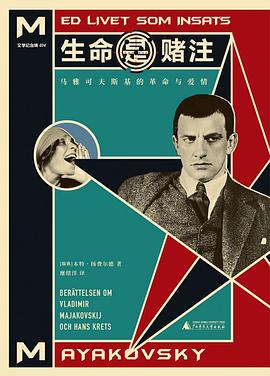 M ED LIVET SOM INSATS
文学纪念碑
生命是赌注
马雅可夫斯基的革命与爱情
[瑞典] 本特·扬费尔德 著
糜绪洋 译
BERÄTTELSEN OM
VLADIMIR
MAJAKOVSKIJ
OCH HANS KRETS
广西师范大学出版社
M AYAKOVSKY